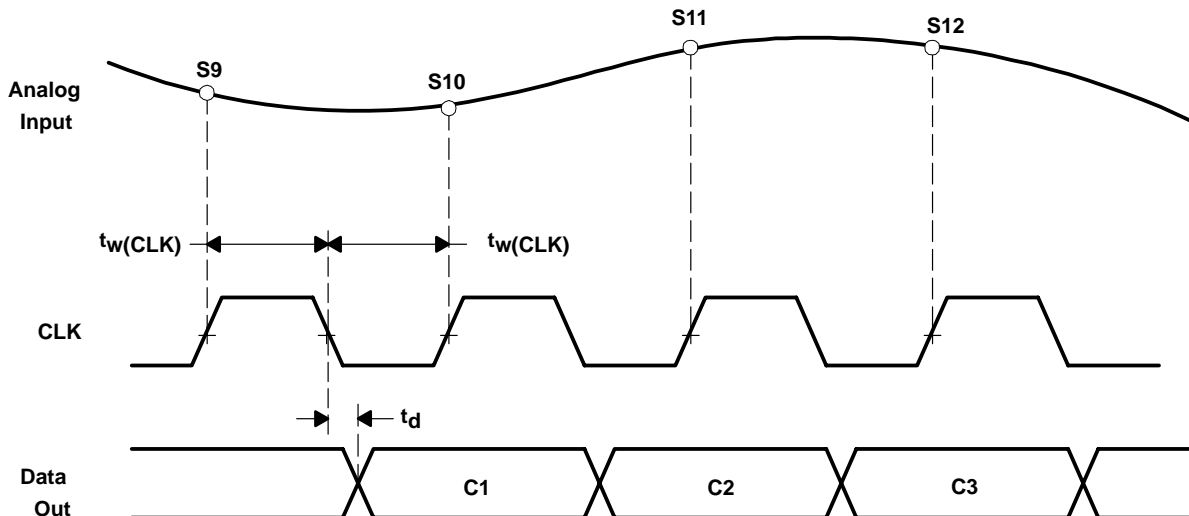 S11
S12
S9
S10
Analog
Input
tw(CLK)
tw(CLK)
CLK
td
Data
Out
C1
C2
C3